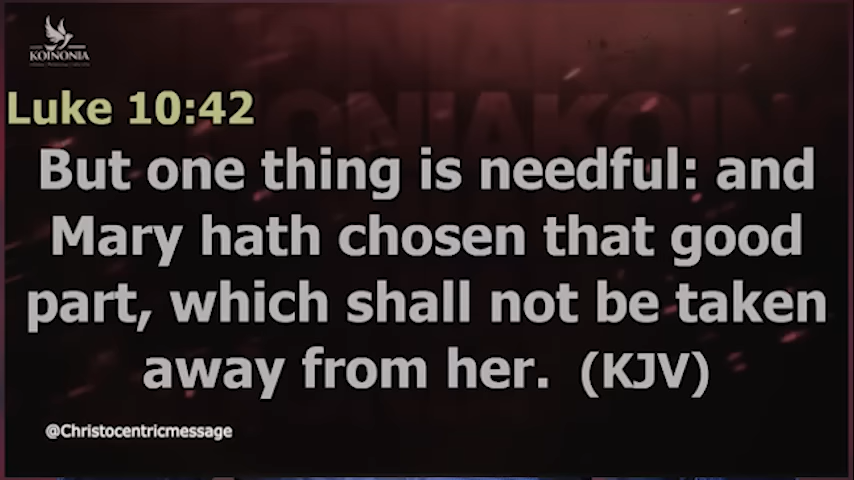 KOINONIA
Luke 10:42
But one thing is needful: and
Mary hath chosen that good
part, which shall not be taken
away from her. (KJV)
@Christocentricmessage